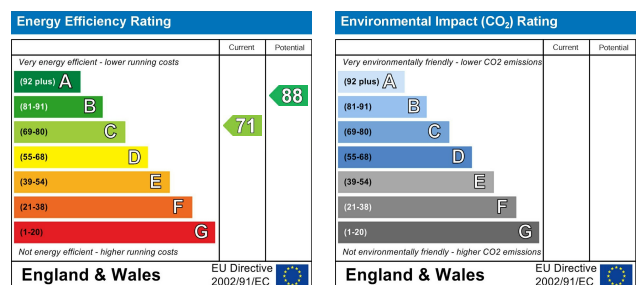 Energy Efficiency Rating
Current Potential
Very energy efficient - lower running costs
(92 plus) A
(81-91) B
(69-80) C
(55-68) D
(39-54) E
(21-38) F
(1-20) G
71
88
Not energy efficient - higher running costs
England & Wales
EU Directive
2002/91/EC
Environmental Impact (CO₂) Rating
Current Potential
Very environmentally friendly - lower CO2 emissions
(92 plus) A
(81-91) B
(69-80) C
(55-68) D
(39-54) E
(21-38) F
(1-20) G
Not environmentally friendly - higher CO2 emissions
England & Wales
EU Directive
2002/91/EC